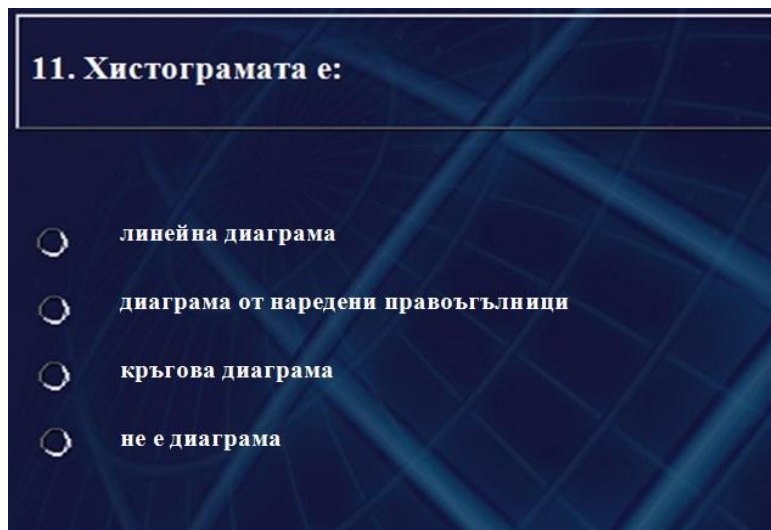 11. Хистограмата е:
линейна диаграма
диаграма от наредени правоъгълници
кръгова диаграма
не е диаграма